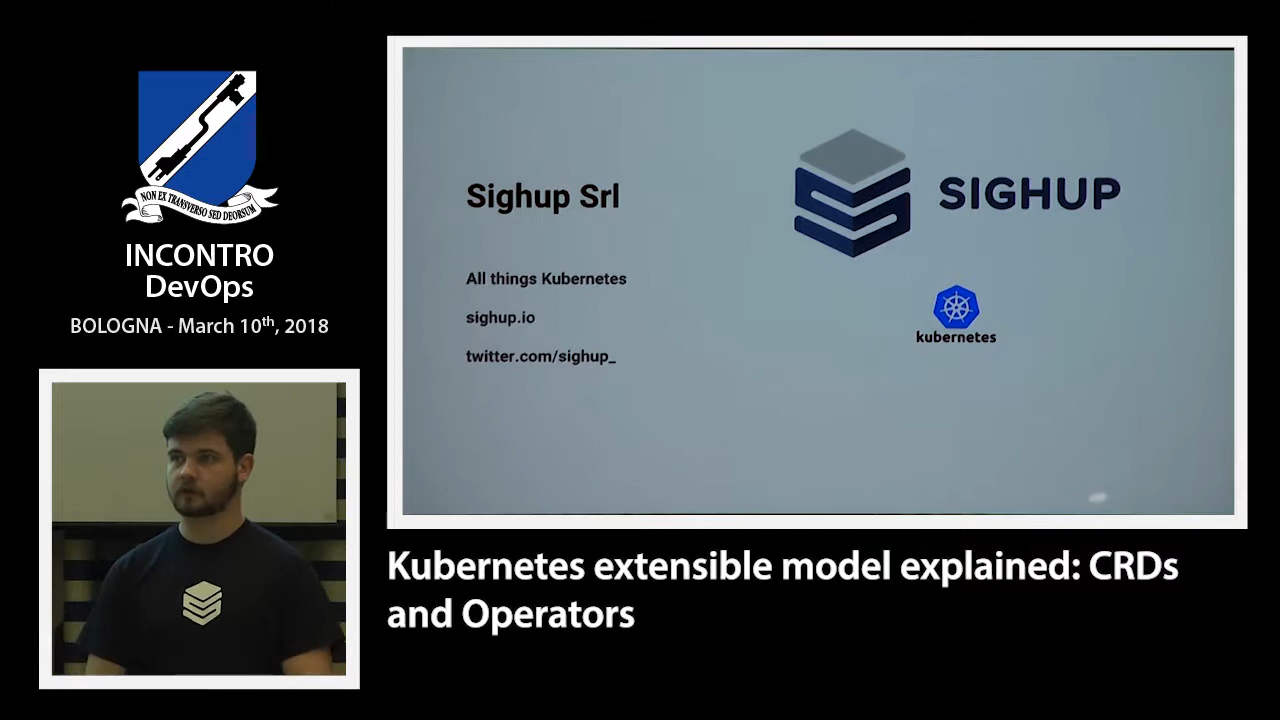 NON EX TRANSVERSO SED DEORSUM
INCONTRO
DevOps
BOLOGNA - March 10th, 2018
Sighup Srl
All things Kubernetes
sighup.io
twitter.com/sighup_
SIGHUP
kubernetes
Kubernetes extensible model explained: CRDs
and Operators